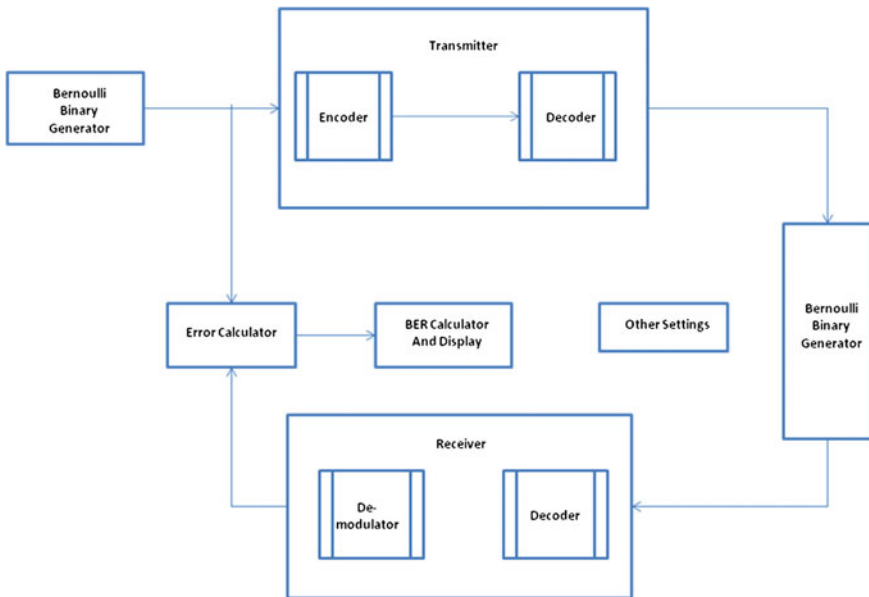 Transmitter
Bernoulli
Binary
Generator
Encoder
Decoder
Error Calculator
BER Calculator
And Display
Other Settings
Bernoulli
Binary
Generator
Receiver
De-
modulator
Decoder